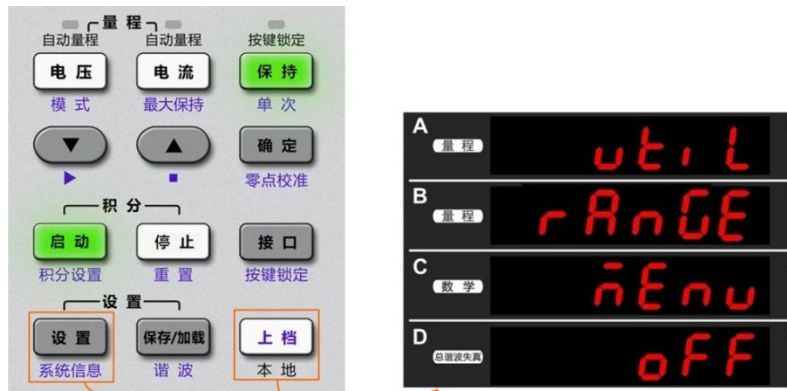 量 程
自动量程 自动量程 按键锁定
电 压 电 流 保 持
模 式 最大保持 单 次
确 定
零点校准
积 分
启 动 停 止 接 口
积分设置 重 置 按键锁定
设 置
设 置 保存/加载 上 档
系统信息 谐 波 本 地
A 量 程 util
B 量 程 rAnGE
C 数 学 mEnu
D 总谐波失真 oFF